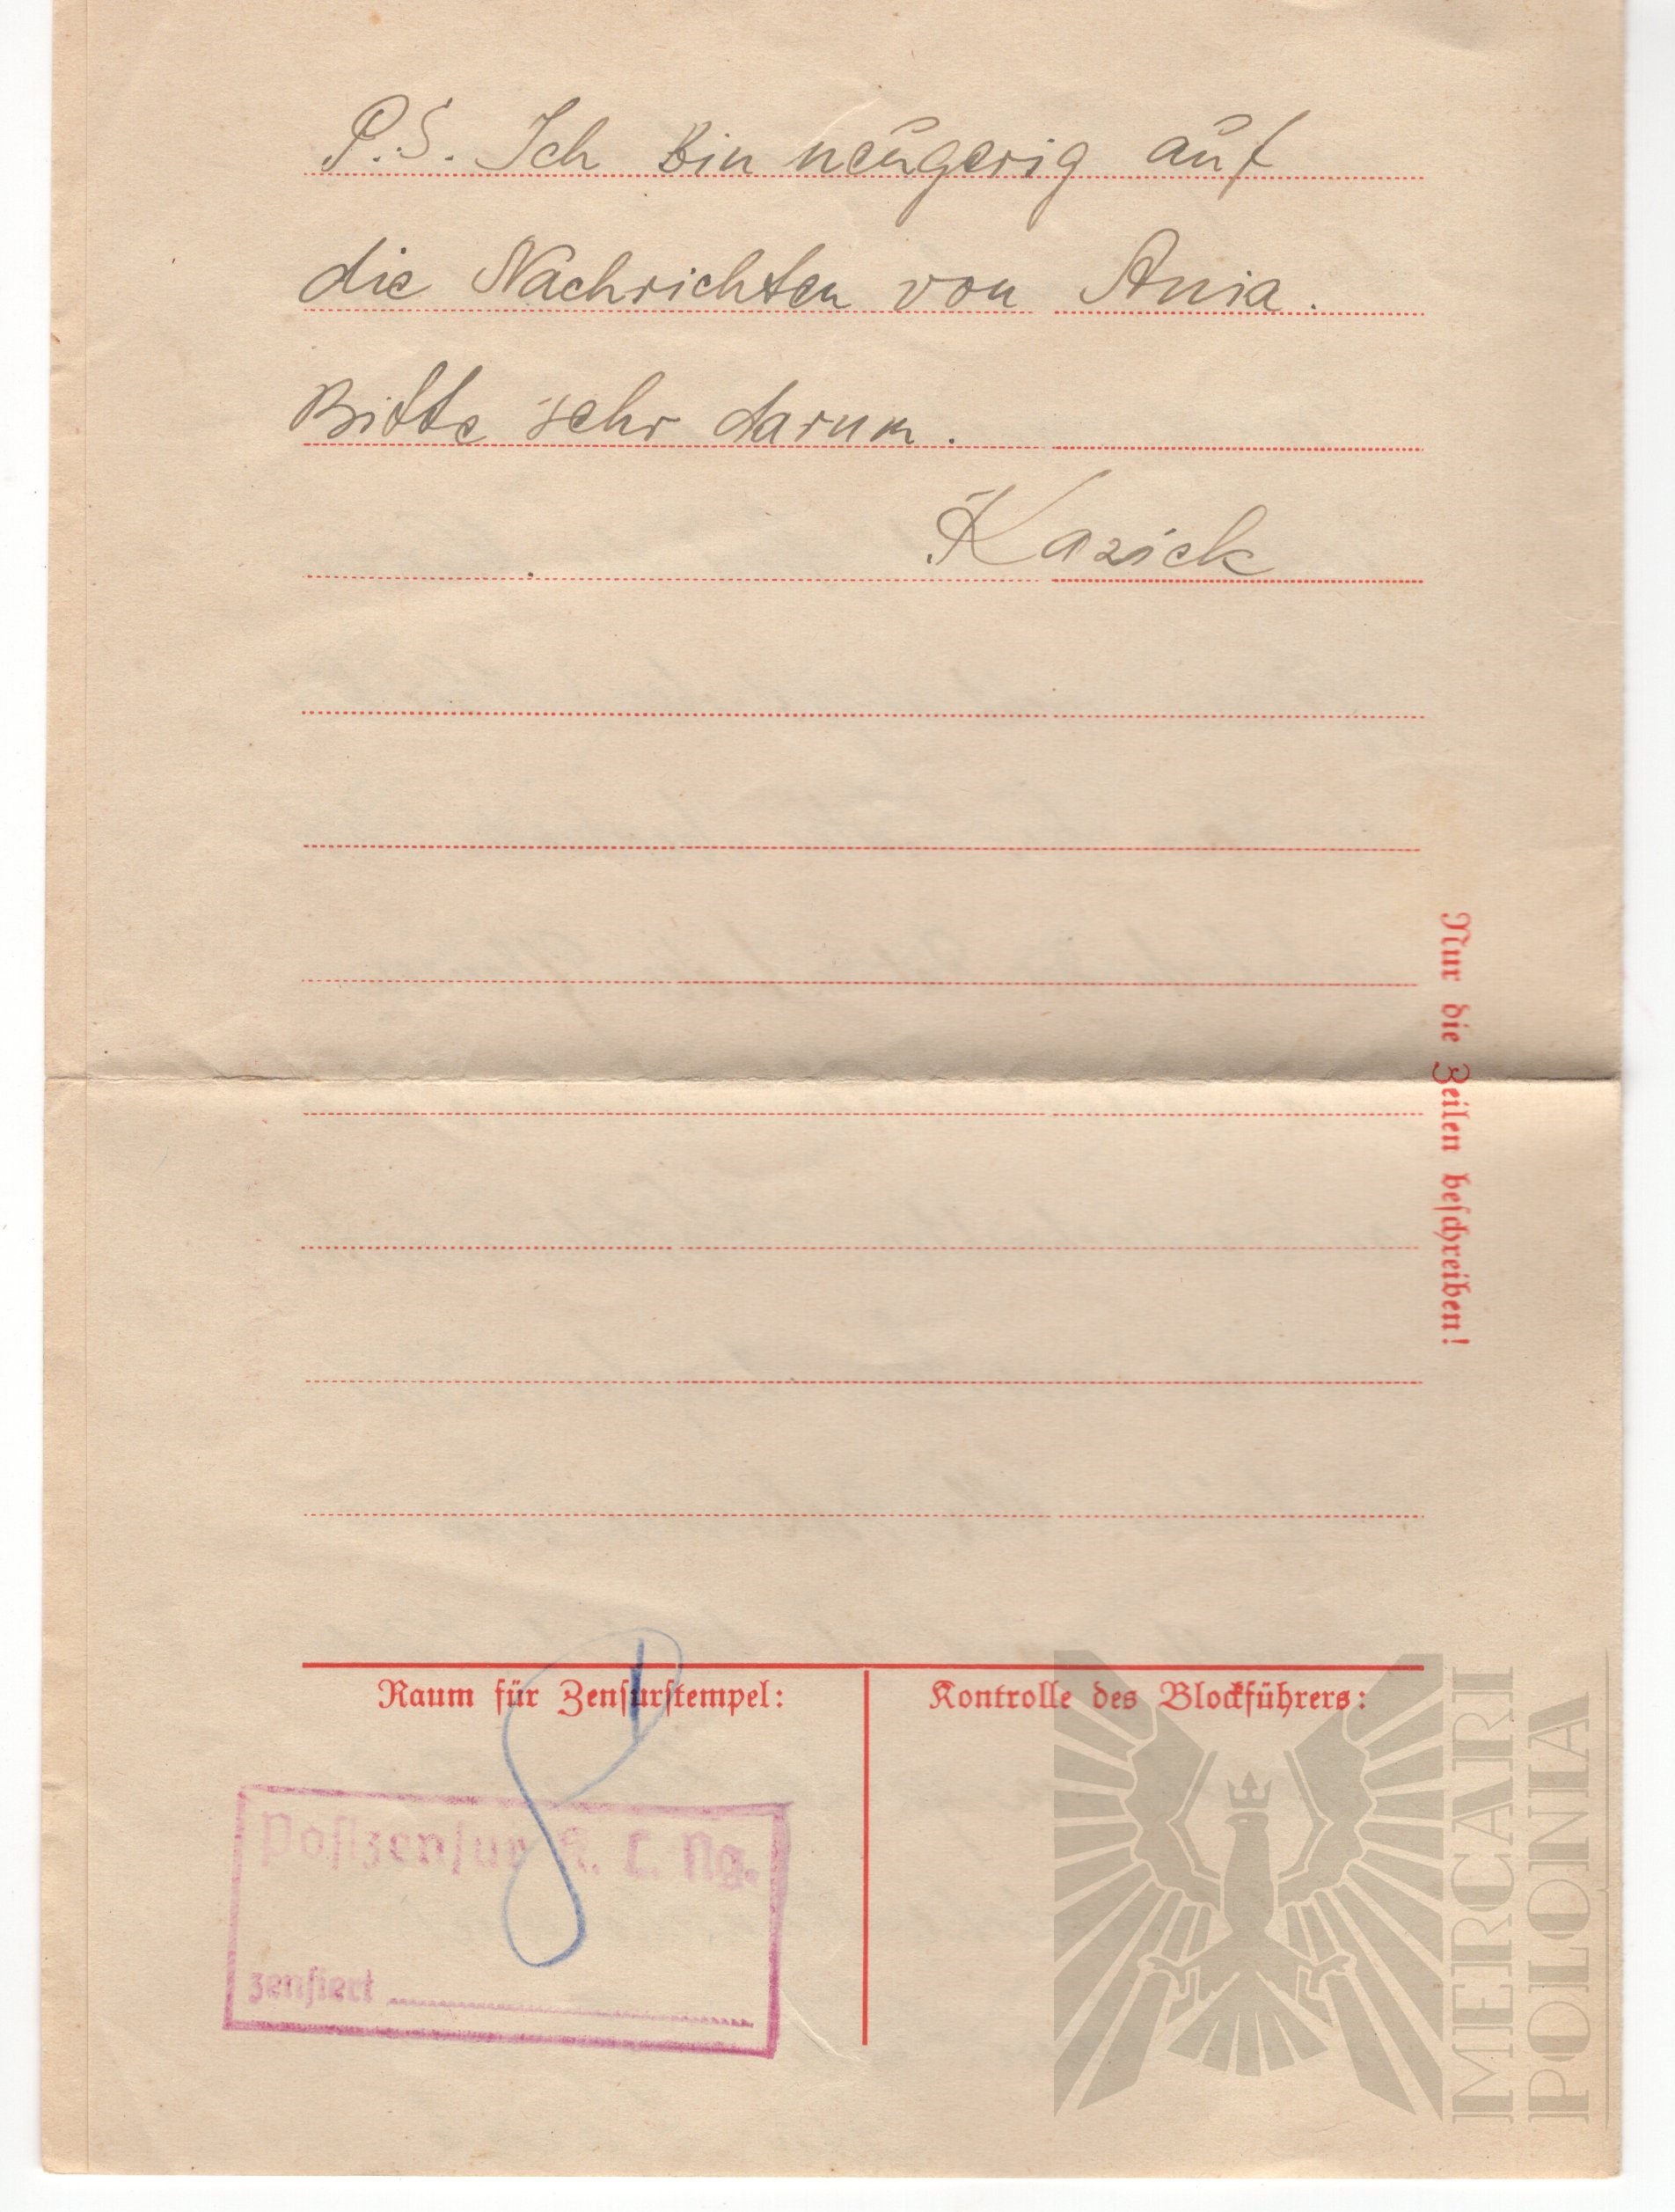 P.S. Ich bin neugerig auf
die Nachrichten von Ania.
Bitte sehr darum.
Kazick
Nur die Zeilen beschreiben!
Raum für Zensurstempel:
Kontrolle des Blockführers:
Postzensur K. L. Ng.
zensiert
MERCARI
POLONIA